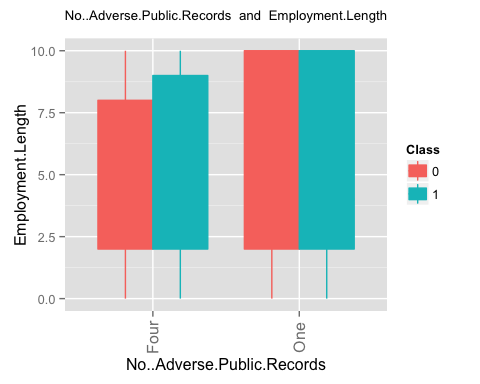 No..Adverse.Public.Records and Employment.Length
10.0
7.5
5.0
2.5
0.0
Employment.Length
Four
One
No..Adverse.Public.Records
Class
0
1